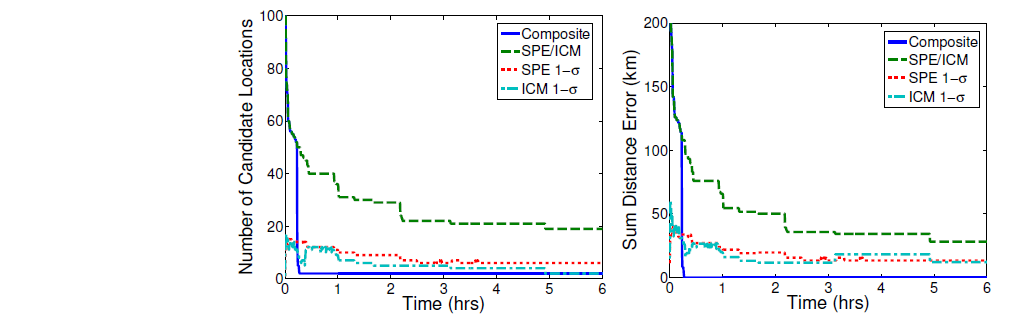 Number of Candidate Locations
100
80
60
40
20
0
0 1 2 3 4 5 6
Time (hrs)
Composite
SPE/ICM
SPE 1−σ
ICM 1−σ
Sum Distance Error (km)
200
150
100
50
0
0 1 2 3 4 5 6
Time (hrs)
Composite
SPE/ICM
SPE 1−σ
ICM 1−σ